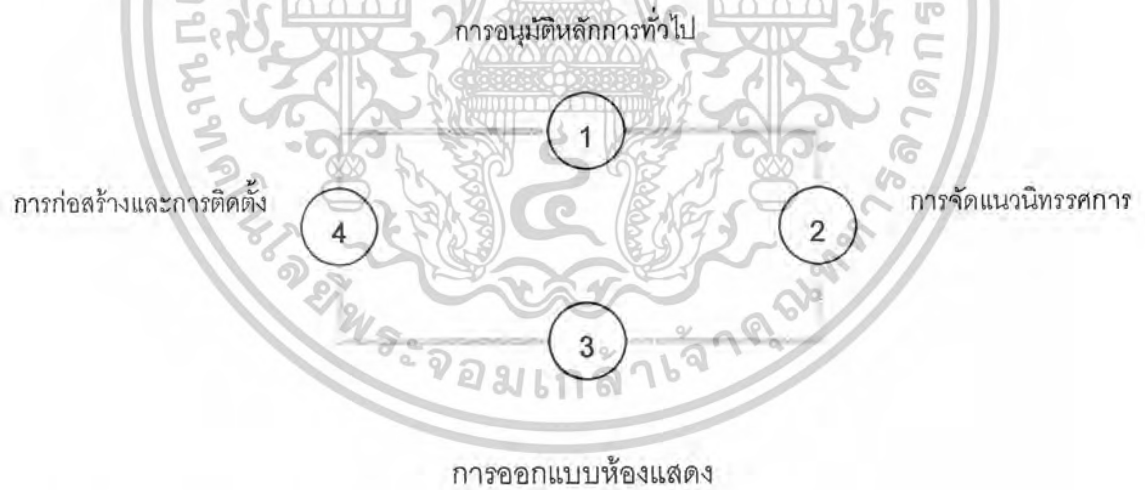 การอนุมัติหลักการทั่วไป
1
การก่อสร้างและการติดตั้ง
4
2
การจัดแนวนิทรรศการ
3
การออกแบบห้องแสดง